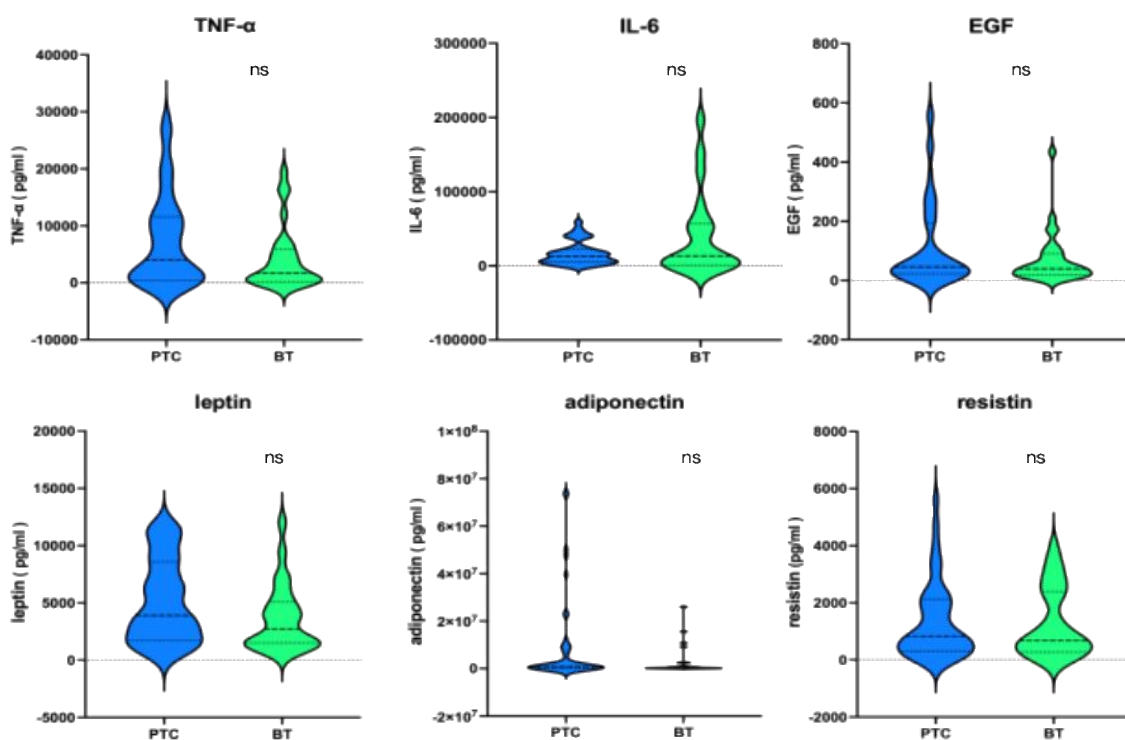 TNF-α
40000
30000
20000
10000
0
-10000
TNF-α ( pg/ml )
ns
PTC
BT
IL-6
300000
200000
100000
0
-100000
IL-6 ( pg/ml )
ns
PTC
BT
EGF
800
600
400
200
0
-200
EGF ( pg/ml )
ns
PTC
BT
leptin
20000
15000
10000
5000
0
-5000
leptin ( pg/ml )
ns
PTC
BT
adiponectin
1×10⁸
8×10⁷
6×10⁷
4×10⁷
2×10⁷
0
-2×10⁷
adiponectin ( pg/ml )
ns
PTC
BT
resistin
8000
6000
4000
2000
0
-2000
resistin (pg/ml )
ns
PTC
BT